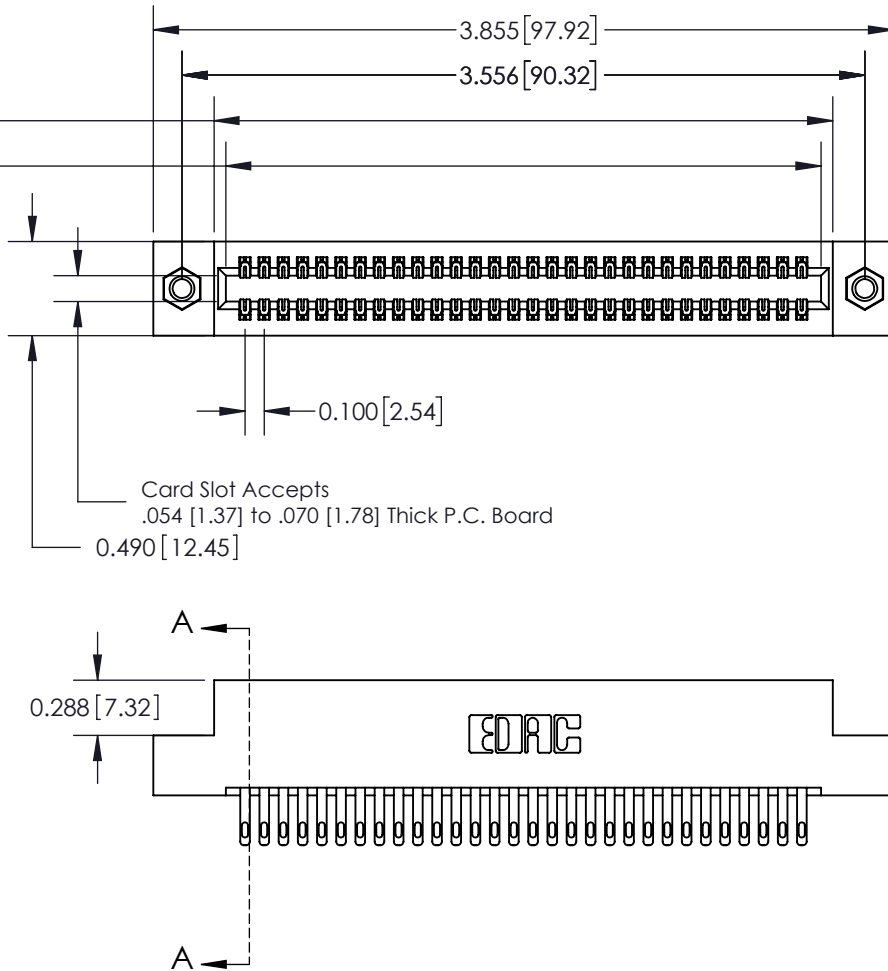 3.855[97.92]
3.556[90.32]
0.100[2.54]
Card Slot Accepts
.054 [1.37] to .070 [1.78] Thick P.C. Board
0.490[12.45]
A
0.288[7.32]
EDAC
A